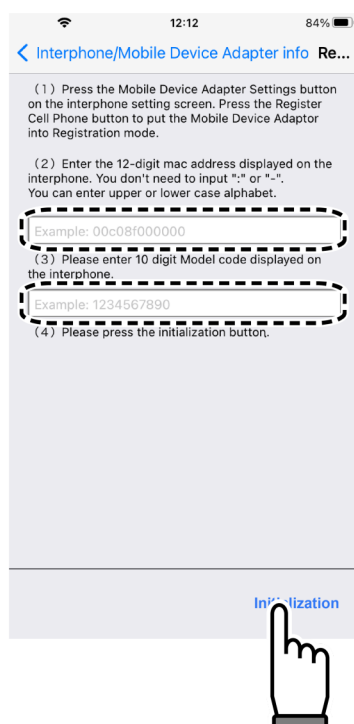 12:12
84%
Interphone/Mobile Device Adapter info Re...
(1) Press the Mobile Device Adapter Settings button
on the interphone setting screen. Press the Register
Cell Phone button to put the Mobile Device Adaptor
into Registration mode.
(2) Enter the 12-digit mac address displayed on the
interphone. You don't need to input ":" or "-".
You can enter upper or lower case alphabet.
Example: 00c08f000000
(3) Please enter 10 digit Model code displayed on
the interphone.
Example: 1234567890
(4) Please press the initialization button.
Initialization